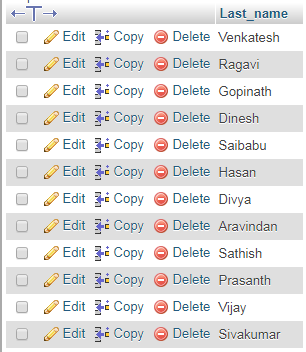 Last_name
Edit Copy Delete Venkatesh
Edit Copy Delete Ragavi
Edit Copy Delete Gopinath
Edit Copy Delete Dinesh
Edit Copy Delete Saibabu
Edit Copy Delete Hasan
Edit Copy Delete Divya
Edit Copy Delete Aravindan
Edit Copy Delete Sathish
Edit Copy Delete Prasanth
Edit Copy Delete Vijay
Edit Copy Delete Sivakumar